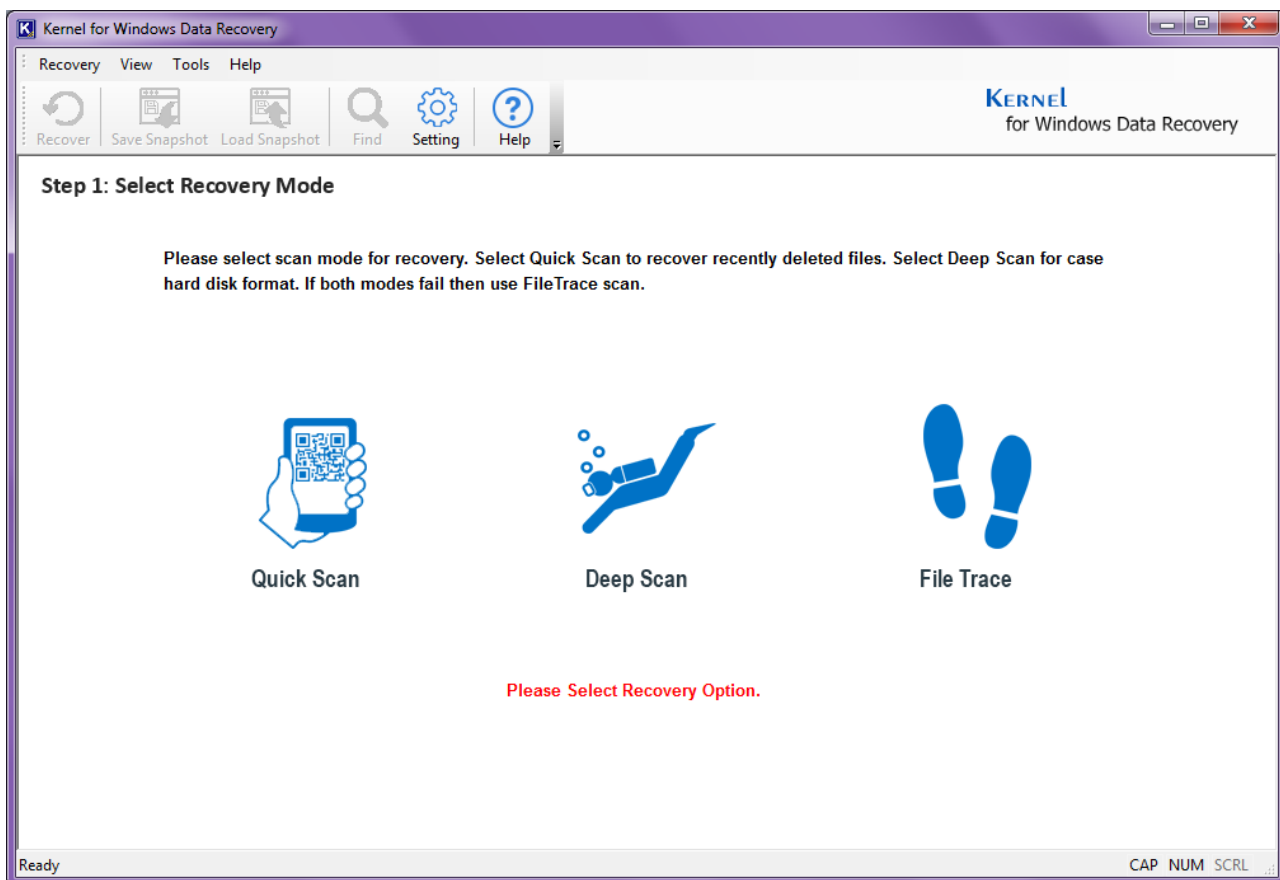 Kernel for Windows Data Recovery
Recovery View Tools Help
Recover Save Snapshot Load Snapshot Find Setting Help
KERNEL
for Windows Data Recovery
Step 1: Select Recovery Mode
Please select scan mode for recovery. Select Quick Scan to recover recently deleted files. Select Deep Scan for case
hard disk format. If both modes fail then use FileTrace scan.
Quick Scan Deep Scan File Trace
Please Select Recovery Option.
Ready CAP NUM SCRL